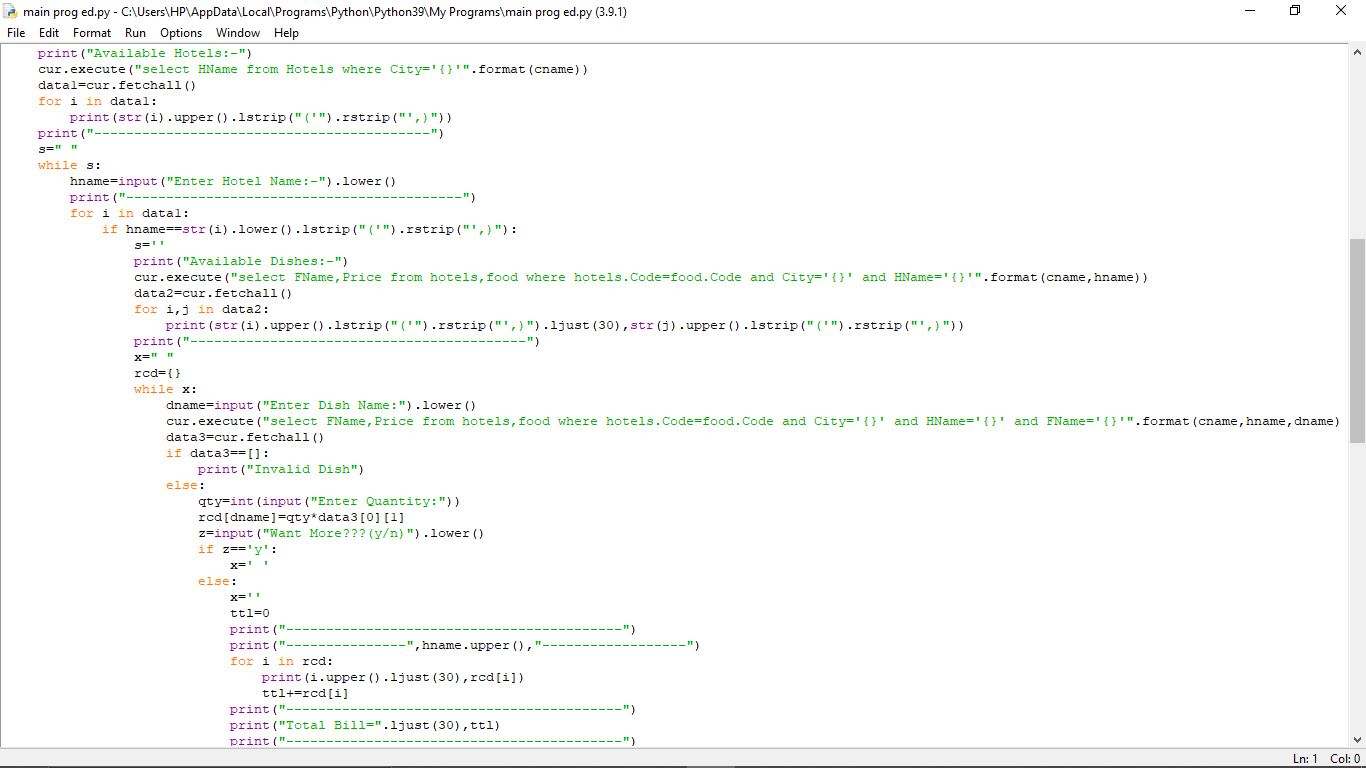 main prog ed.py - C:\Users\HP\AppData\Local\Programs\Python\Python39\My Programs\main prog ed.py (3.9.1)
File Edit Format Run Options Window Help
    print("Available Hotels:-")
    cur.execute("select HName from Hotels where City='{}'".format(cname))
    data1=cur.fetchall()
    for i in data1:
        print(str(i).upper().lstrip("('").rstrip("',)"))
    print("------------------------------------------")
    s=" "
    while s:
        hname=input("Enter Hotel Name:-").lower()
        print("------------------------------------------")
        for i in data1:
            if hname==str(i).lower().lstrip("('").rstrip("',)"):
                s=''
                print("Available Dishes:-")
                cur.execute("select FName,Price from hotels,food where hotels.Code=food.Code and City='{}' and HName='{}'".format(cname,hname))
                data2=cur.fetchall()
                for i,j in data2:
                    print(str(i).upper().lstrip("('").rstrip("',)").ljust(30),str(j).upper().lstrip("('").rstrip("',)"))
                print("------------------------------------------")
                x=" "
                rcd={}
                while x:
                    dname=input("Enter Dish Name:").lower()
                    cur.execute("select FName,Price from hotels,food where hotels.Code=food.Code and City='{}' and HName='{}' and FName='{}'".format(cname,hname,dname)
                    data3=cur.fetchall()
                    if data3==[]:
                        print("Invalid Dish")
                    else:
                        qty=int(input("Enter Quantity:"))
                        rcd[dname]=qty*data3[0][1]
                        z=input("Want More???(y/n)").lower()
                        if z=='y':
                            x=' '
                        else:
                            x=''
                            ttl=0
                            print("------------------------------------------")
                            print("---------------",hname.upper(),"------------------")
                            for i in rcd:
                                print(i.upper().ljust(30),rcd[i])
                                ttl+=rcd[i]
                            print("------------------------------------------")
                            print("Total Bill=".ljust(30),ttl)
                            print("------------------------------------------")
Ln: 1 Col: 0